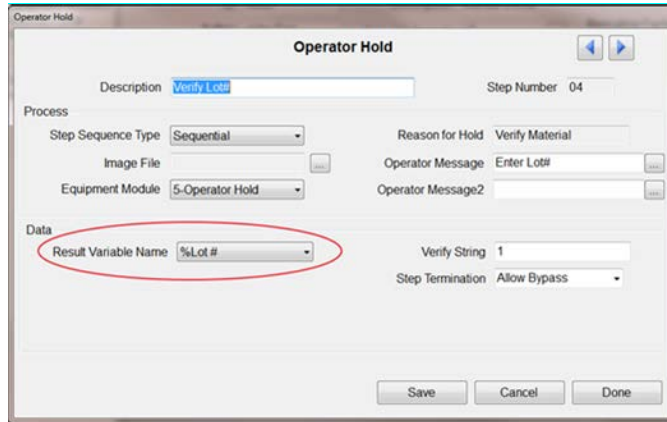 Operator Hold
Operator Hold
Description Verify Lot# Step Number 04
Process
Step Sequence Type Sequential Reason for Hold Verify Material
Image File ... Operator Message Enter Lot# ...
Equipment Module 5-Operator Hold Operator Message2 ...
Data
Result Variable Name %Lot # Verify String 1
Step Termination Allow Bypass
Save Cancel Done